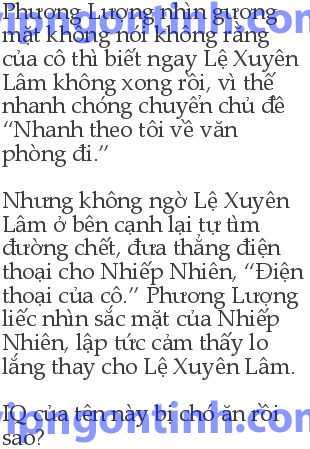 Phương Lượng nhìn gương
mặt không nói không rằng
của cô thì biết ngay Lệ Xuyên
Lâm không xong rồi, vì thế
nhanh chóng chuyển chủ đề
“Nhanh theo tôi về văn
phòng đi.”
Nhưng không ngờ Lệ Xuyên
Lâm ở bên cạnh lại tự tìm
đường chết, đưa thẳng điện
thoại cho Nhiếp Nhiên, “Điện
thoại của cô.” Phương Lượng
liếc nhìn sắc mặt của Nhiếp
Nhiên, lập tức cảm thấy lo
lắng thay cho Lệ Xuyên Lâm.
IQ của tên này bị chó ăn rồi
sao?
vipngontinh.com
vipngontinh.com